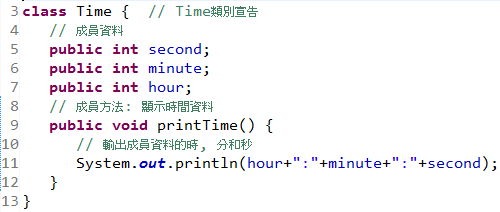 3 class Time {  // Time類別宣告
4    // 成員資料
5    public int second;
6    public int minute;
7    public int hour;
8    // 成員方法: 顯示時間資料
9    public void printTime() {
10      // 輸出成員資料的時, 分和秒
11      System.out.println(hour+":"+minute+":"+second);
12   }
13 }